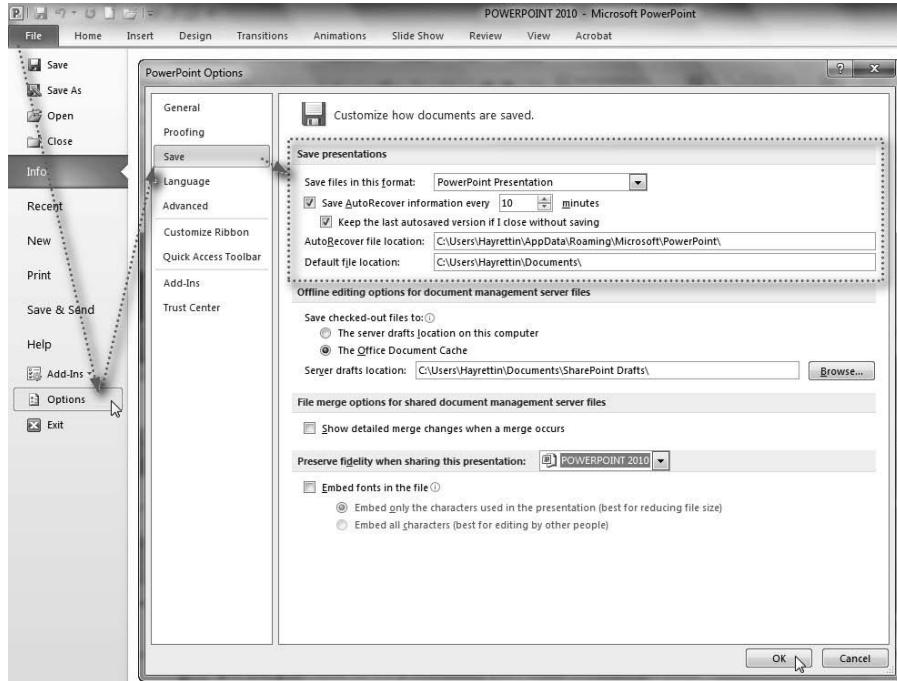 POWERPOINT 2010 - Microsoft PowerPoint
File Home Insert Design Transitions Animations Slide Show Review View Acrobat
Save
Save As
Open
Close
Info
Recent
New
Print
Save & Send
Help
Add-Ins
Options
Exit
PowerPoint Options
General
Proofing
Save
Language
Advanced
Customize Ribbon
Quick Access Toolbar
Add-Ins
Trust Center
Customize how documents are saved.
Save presentations
Save files in this format: PowerPoint Presentation
Save AutoRecover information every 10 minutes
Keep the last autosaved version if I close without saving
AutoRecover file location: C:\Users\Hayrettin\AppData\Roaming\Microsoft\PowerPoint\
Default file location: C:\Users\Hayrettin\Documents\
Offline editing options for document management server files
Save checked-out files to:
The server drafts location on this computer
The Office Document Cache
Server drafts location: C:\Users\Hayrettin\Documents\SharePoint Drafts\ Browse...
File merge options for shared document management server files
Show detailed merge changes when a merge occurs
Preserve fidelity when sharing this presentation: POWERPOINT 2010
Embed fonts in the file
Embed only the characters used in the presentation (best for reducing file size)
Embed all characters (best for editing by other people)
OK Cancel